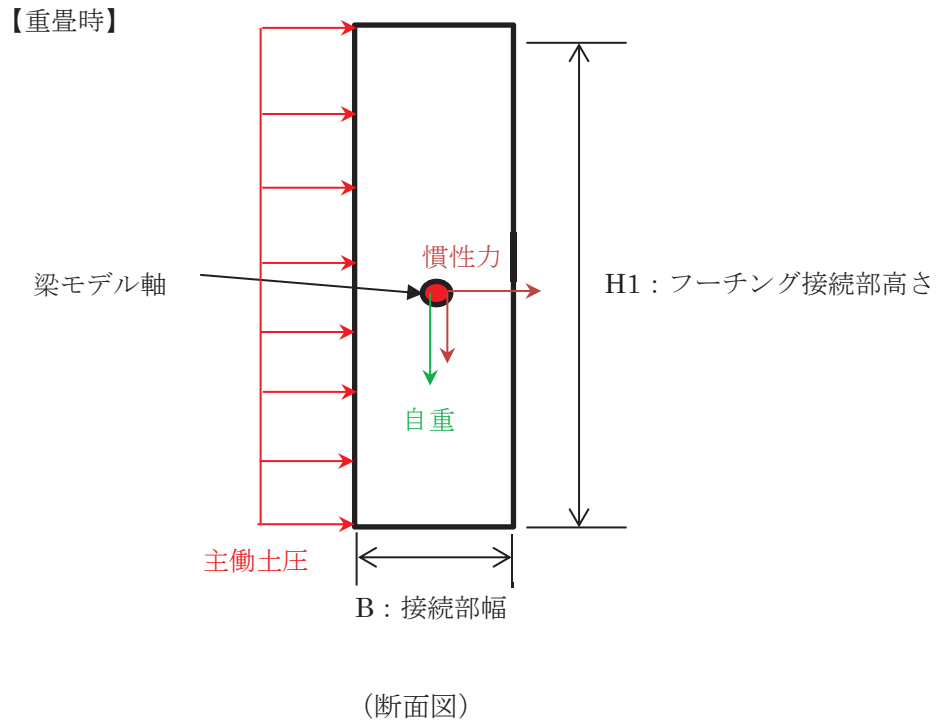 【重畳時】
慣性力
梁モデル軸
H1：フーチング接続部高さ
自重
主働土圧
B：接続部幅
（断面図）